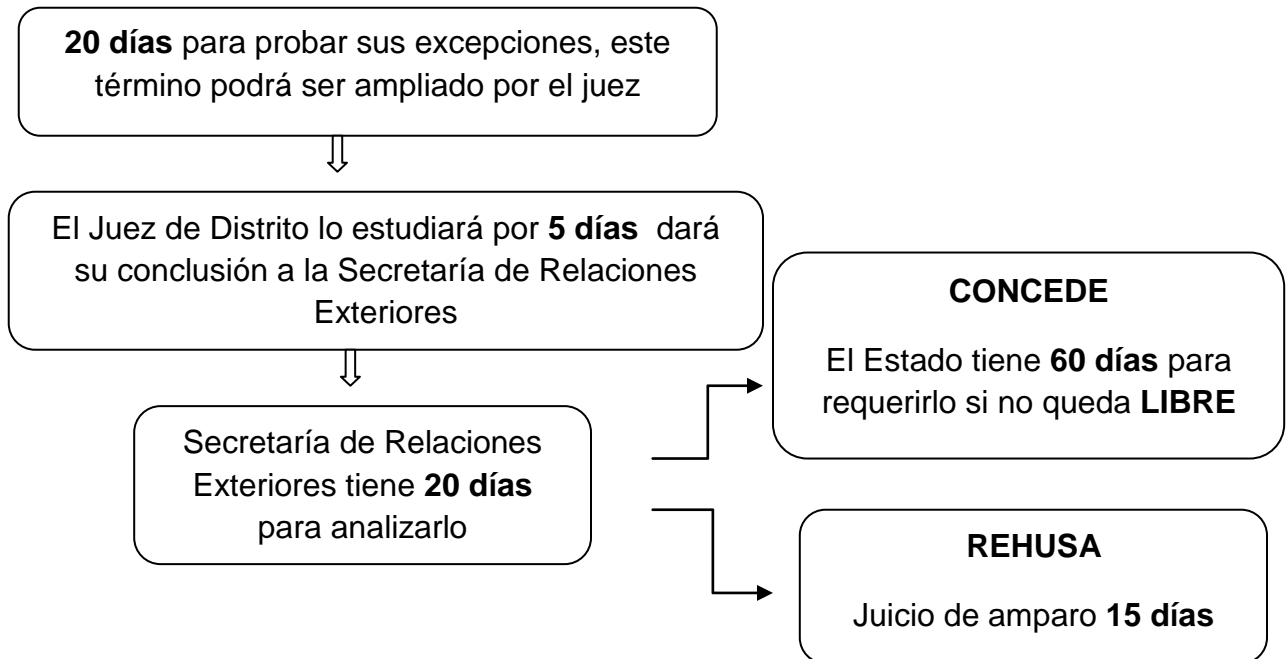 20 días para probar sus excepciones, este
término podrá ser ampliado por el juez
El Juez de Distrito lo estudiará por 5 días dará
su conclusión a la Secretaría de Relaciones
Exteriores
Secretaría de Relaciones
Exteriores tiene 20 días
para analizarlo
CONCEDE
El Estado tiene 60 días para
requerirlo si no queda LIBRE
REHUSA
Juicio de amparo 15 días